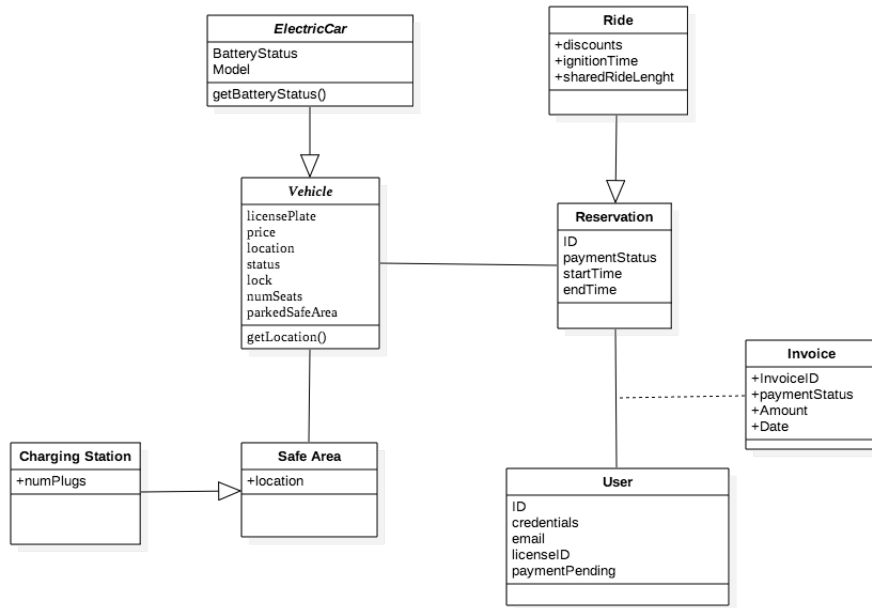 ElectricCar
BatteryStatus
Model
getBatteryStatus()
Ride
+discounts
+ignitionTime
+sharedRideLenght
Vehicle
licensePlate
price
location
status
lock
numSeats
parkedSafeArea
getLocation()
Reservation
ID
paymentStatus
startTime
endTime
Invoice
+InvoiceID
+paymentStatus
+Amount
+Date
Charging Station
+numPlugs
Safe Area
+location
User
ID
credentials
email
licenseID
paymentPending